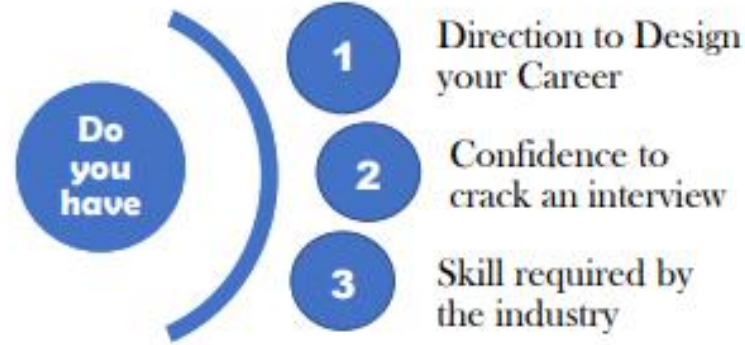 Do
you
have
1
Direction to Design
your Career
2
Confidence to
crack an interview
3
Skill required by
the industry